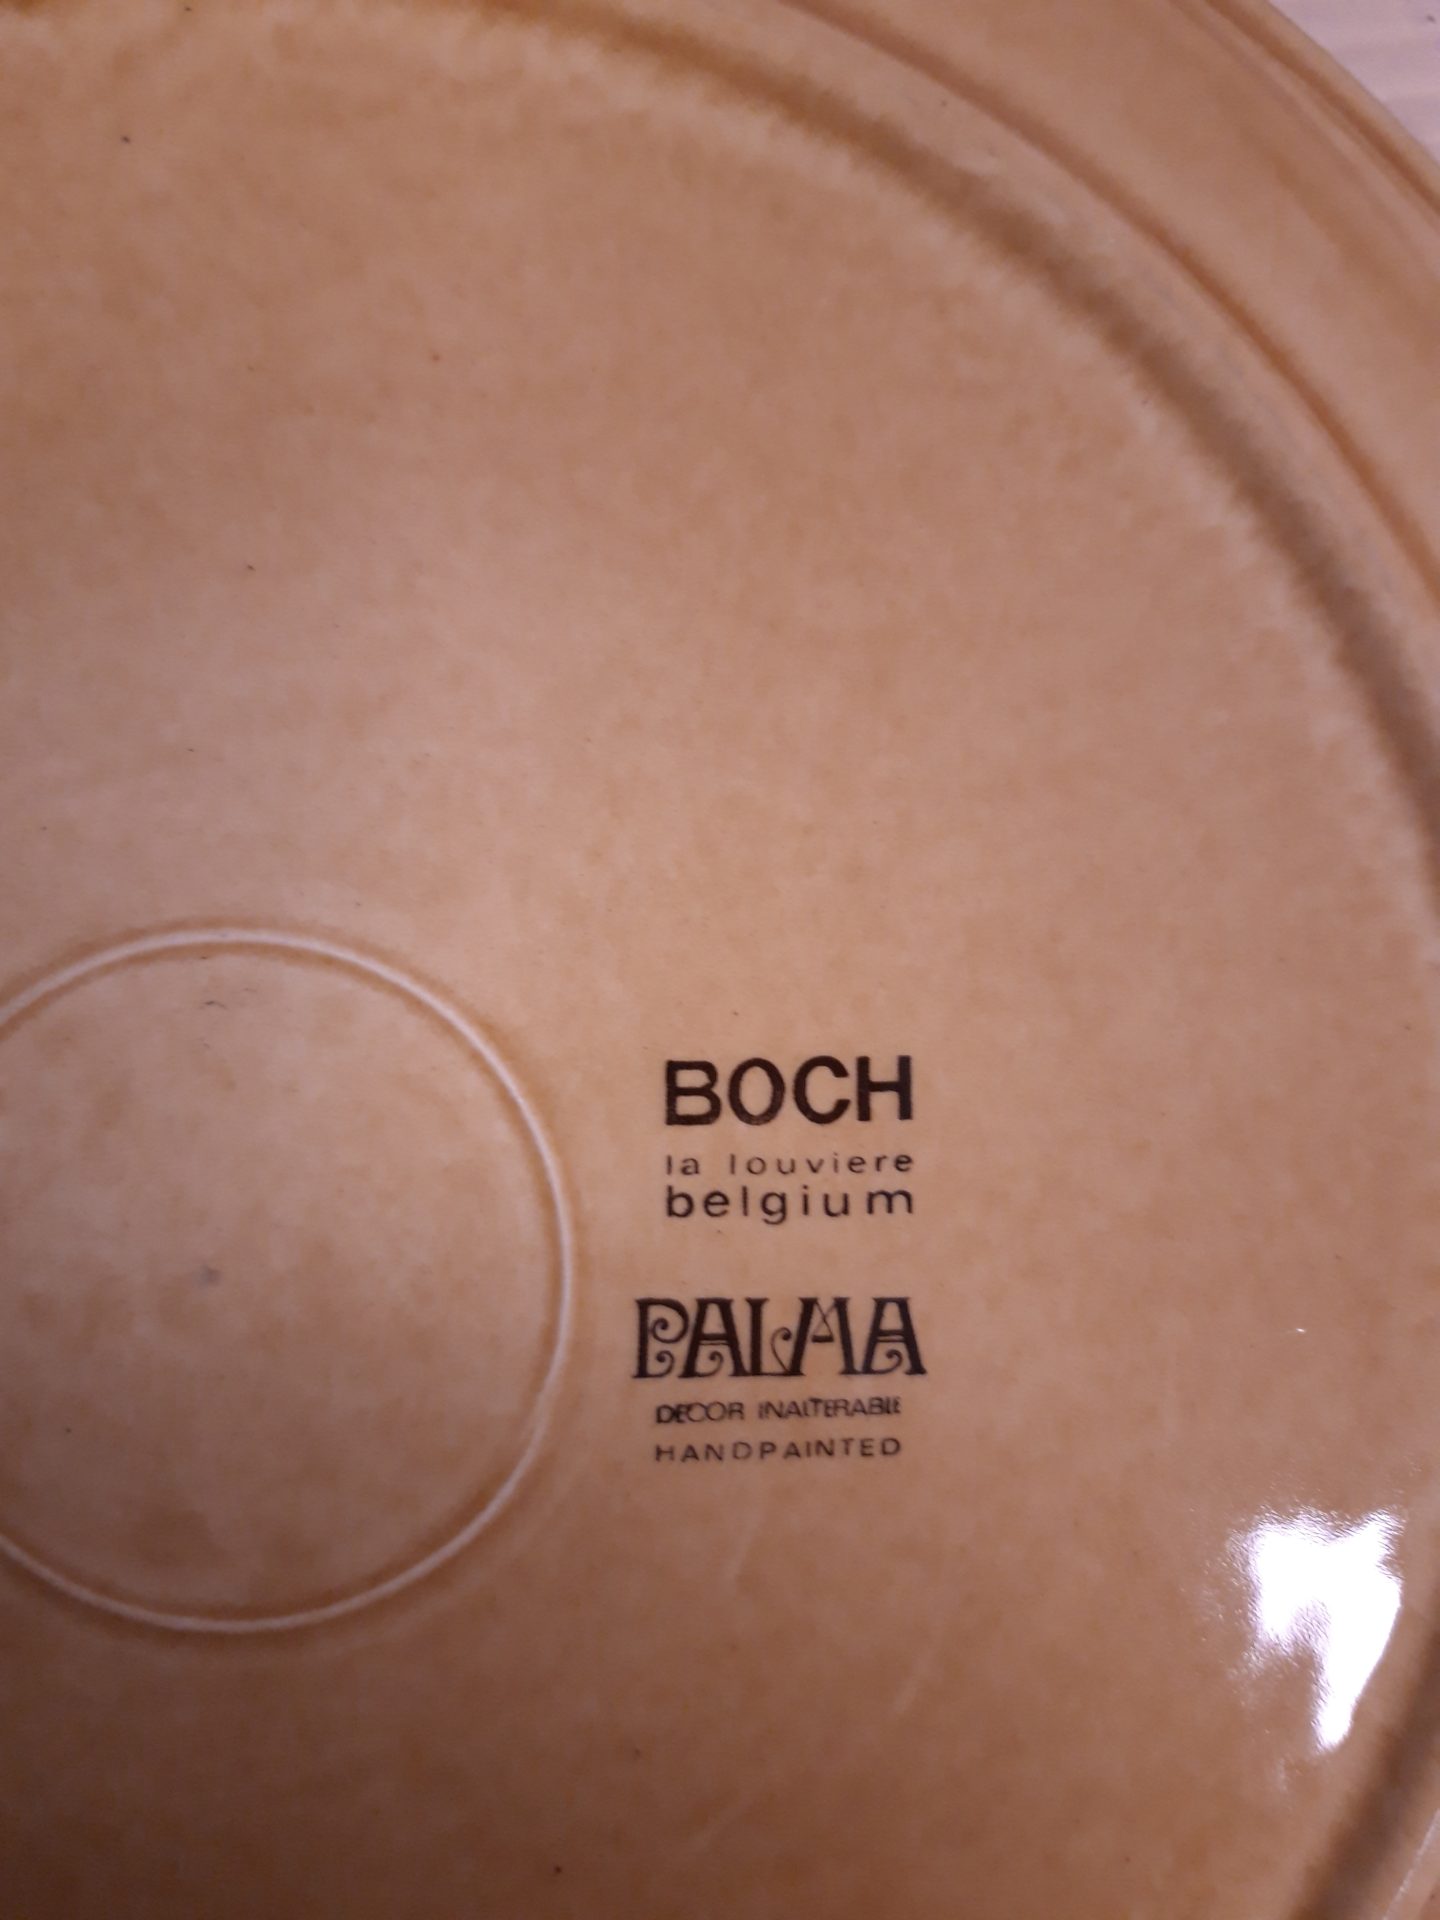 BOCH
la louviere
belgium
PALMA
DECOR INALTERABLE
HANDPAINTED